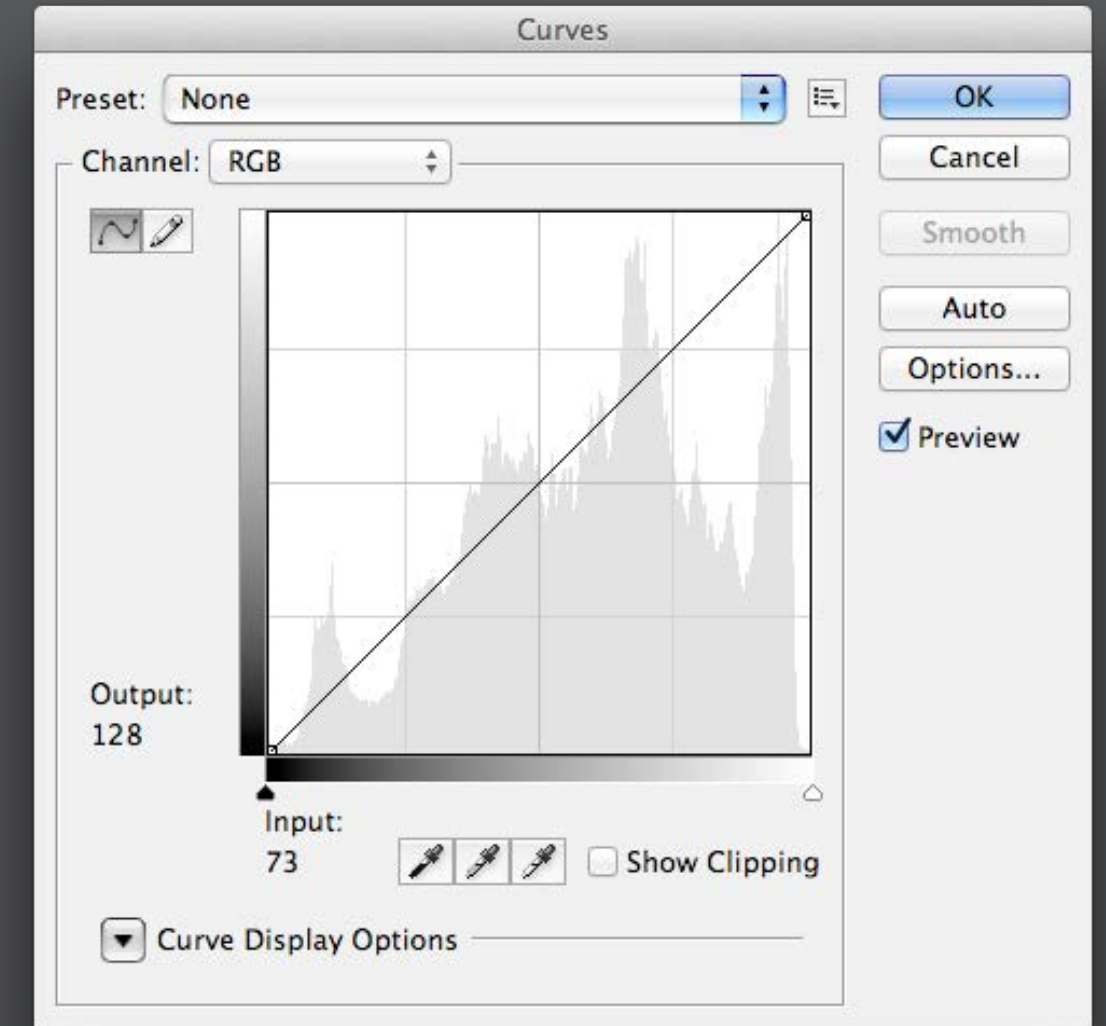 Curves
Preset: None
OK
Channel: RGB
Cancel
Smooth
Auto
Options...
Preview
Output:
128
Input:
73
Show Clipping
Curve Display Options